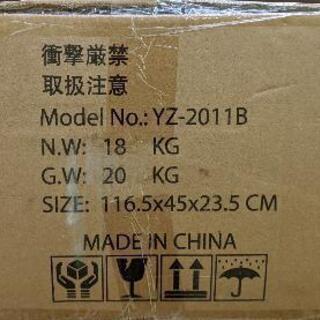 衝撃厳禁
取扱注意
Model No.: YZ-2011B
N.W: 18 KG
G.W: 20 KG
SIZE: 116.5x45x23.5 CM
MADE IN CHINA